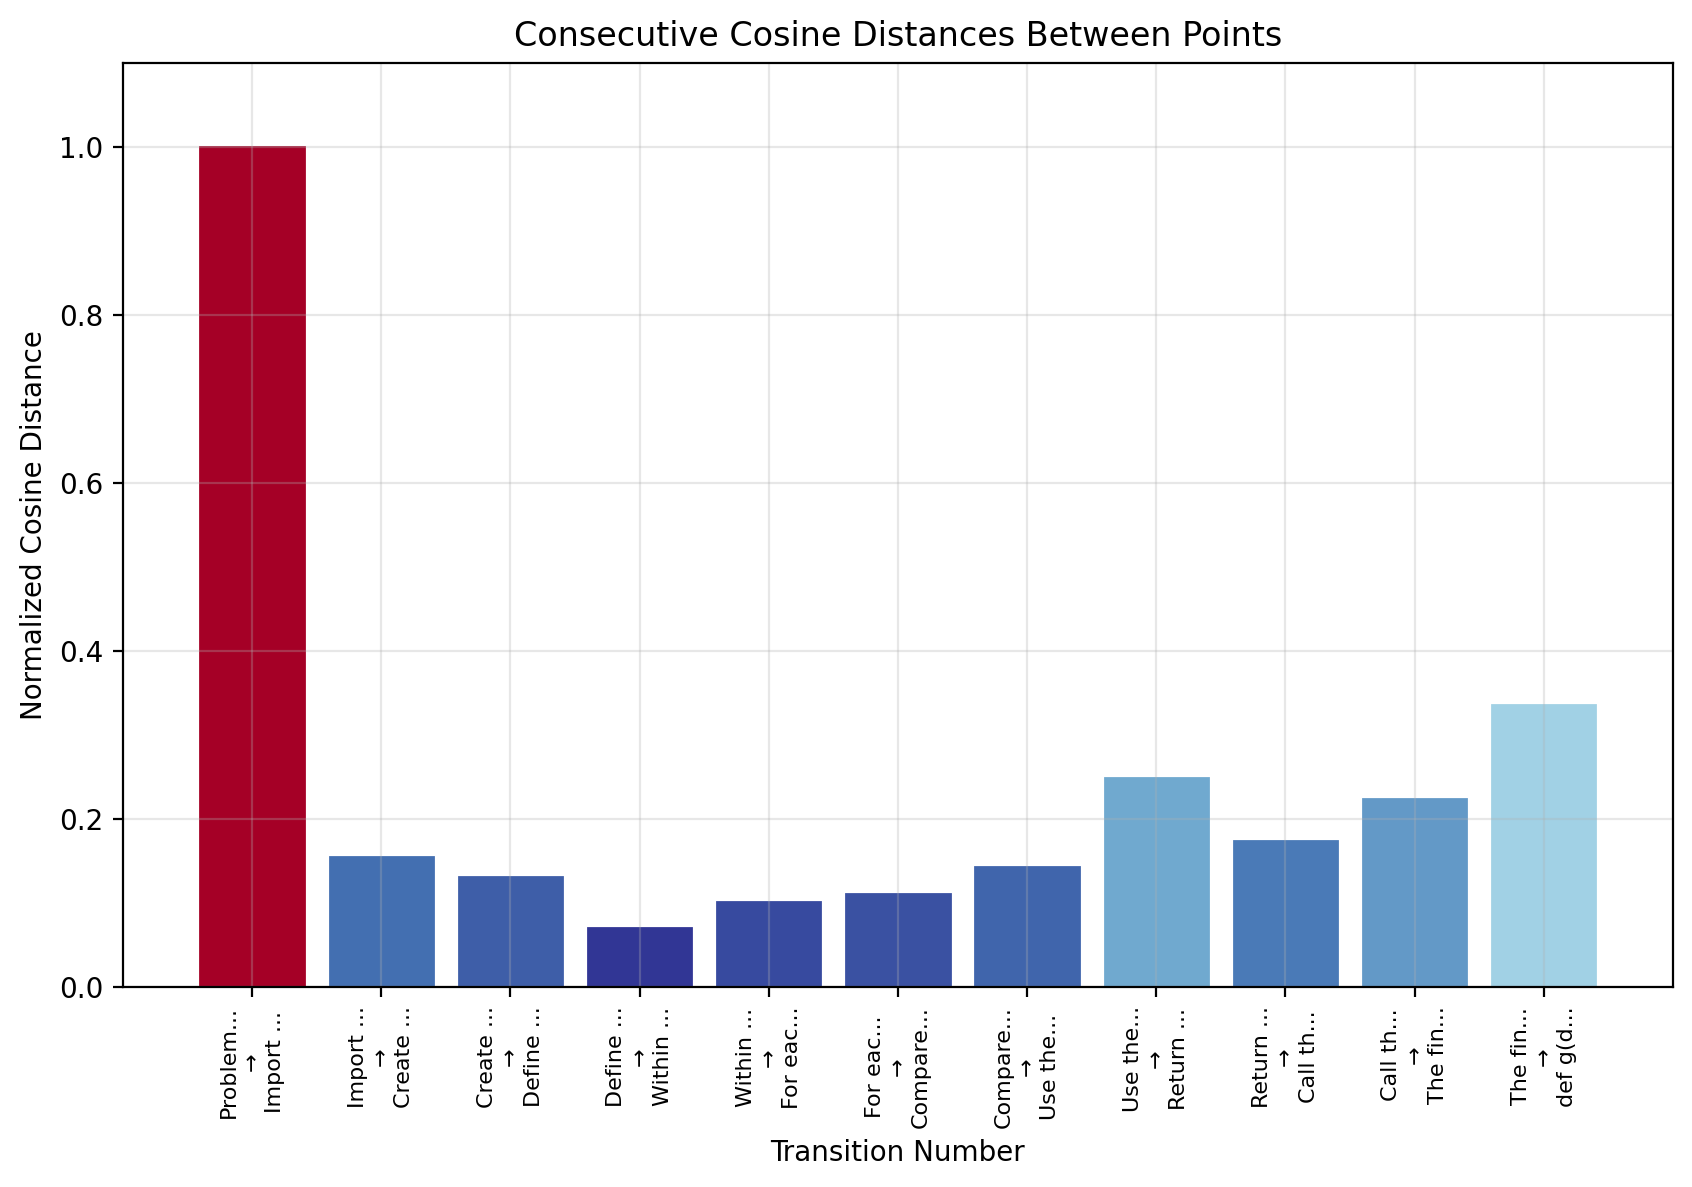 Consecutive Cosine Distances Between Points
Normalized Cosine Distance
1.0
0.8
0.6
0.4
0.2
0.0
Problem...
→
Import ...
Import ...
→
Create ...
Create ...
→
Define ...
Define ...
→
Within ...
Within ...
→
For eac...
For eac...
→
Compare...
Compare...
→
Use the...
Use the...
→
Return ...
Return ...
→
Call th...
Call th...
→
The fin...
The fin...
→
def g(d...
Transition Number